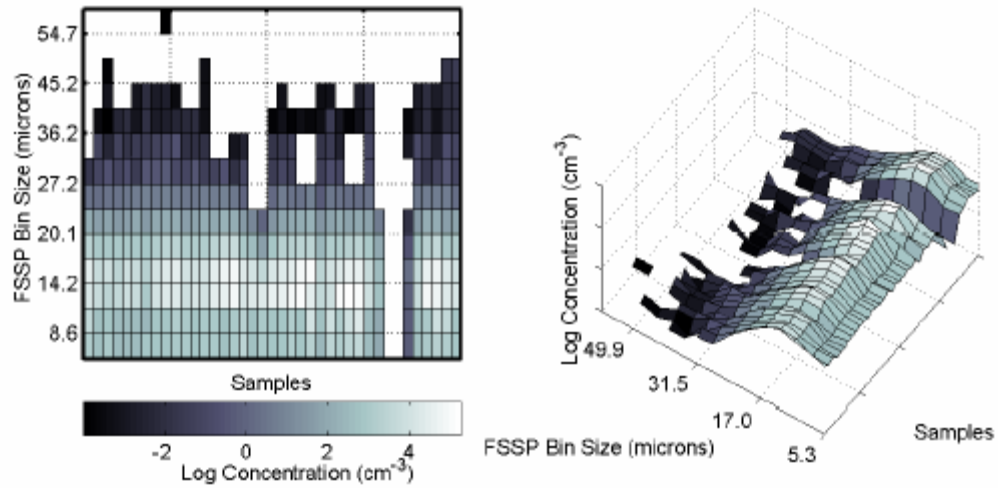 54.7
45.2
36.2
27.2
20.1
14.2
8.6
FSSP Bin Size (microns)
Samples
-2 0 2 4
Log Concentration (cm⁻³)
Log Concentration (cm⁻³)
49.9
31.5
17.0
5.3
FSSP Bin Size (microns)
Samples